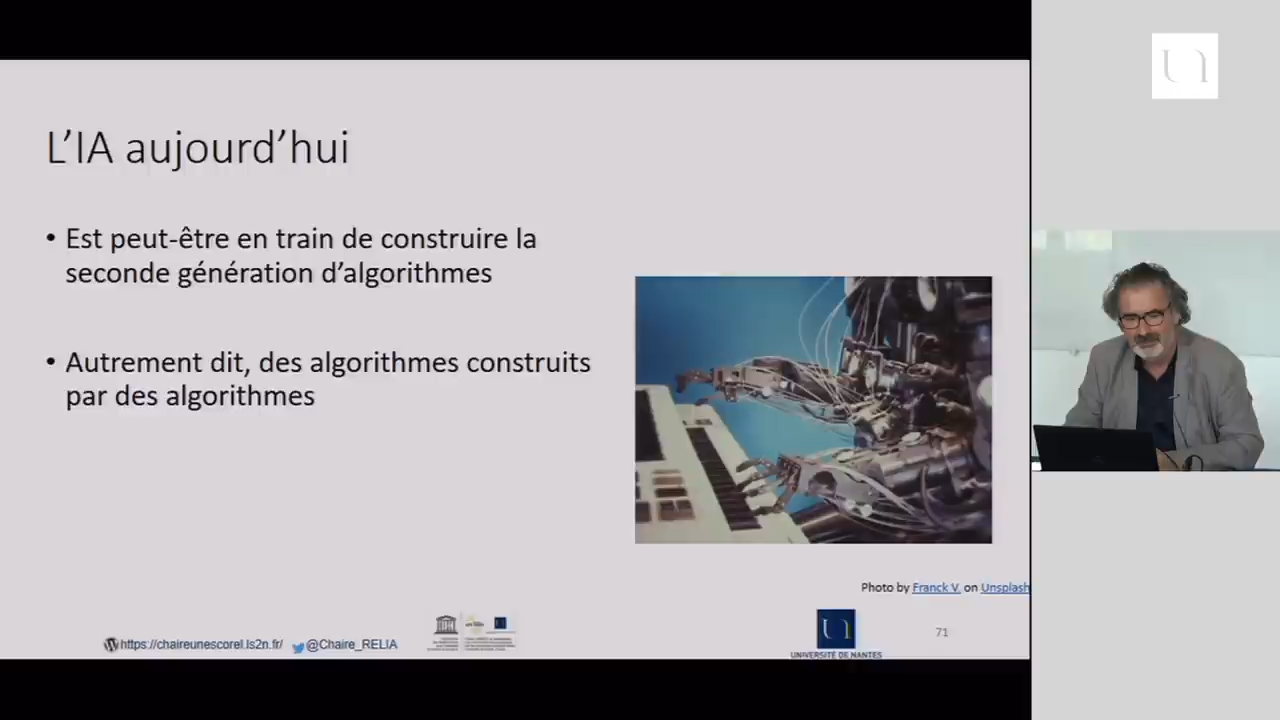 L'IA aujourd'hui
• Est peut-être en train de construire la
seconde génération d'algorithmes
• Autrement dit, des algorithmes construits
par des algorithmes
Photo by Franck V. on Unsplash
https://chaireunescorel.ls2n.fr/ @Chaire_RELIA
UNIVERSITÉ DE NANTES
71